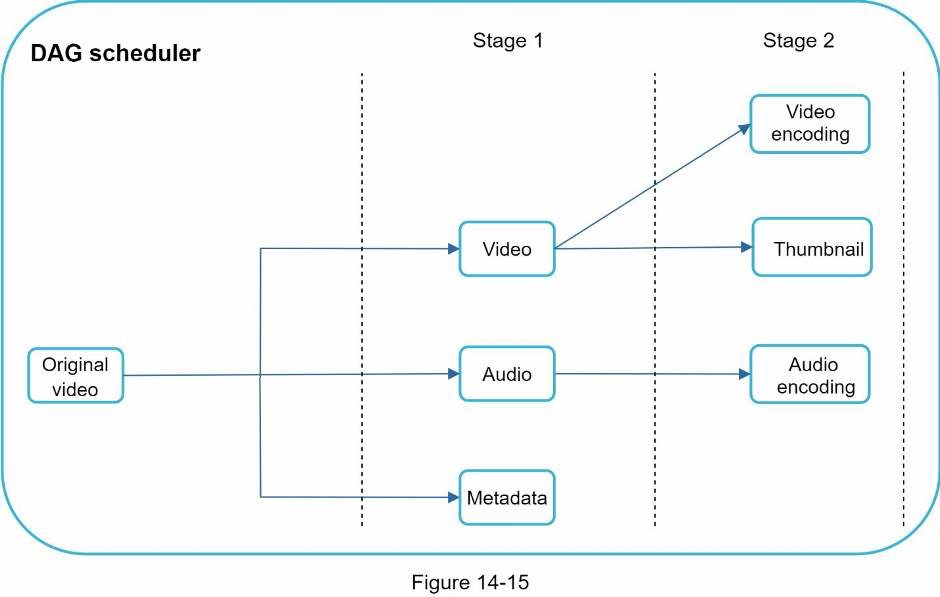 DAG scheduler
Stage 1
Stage 2
Video
encoding
Video
Thumbnail
Original
video
Audio
Audio
encoding
Metadata
Figure 14-15